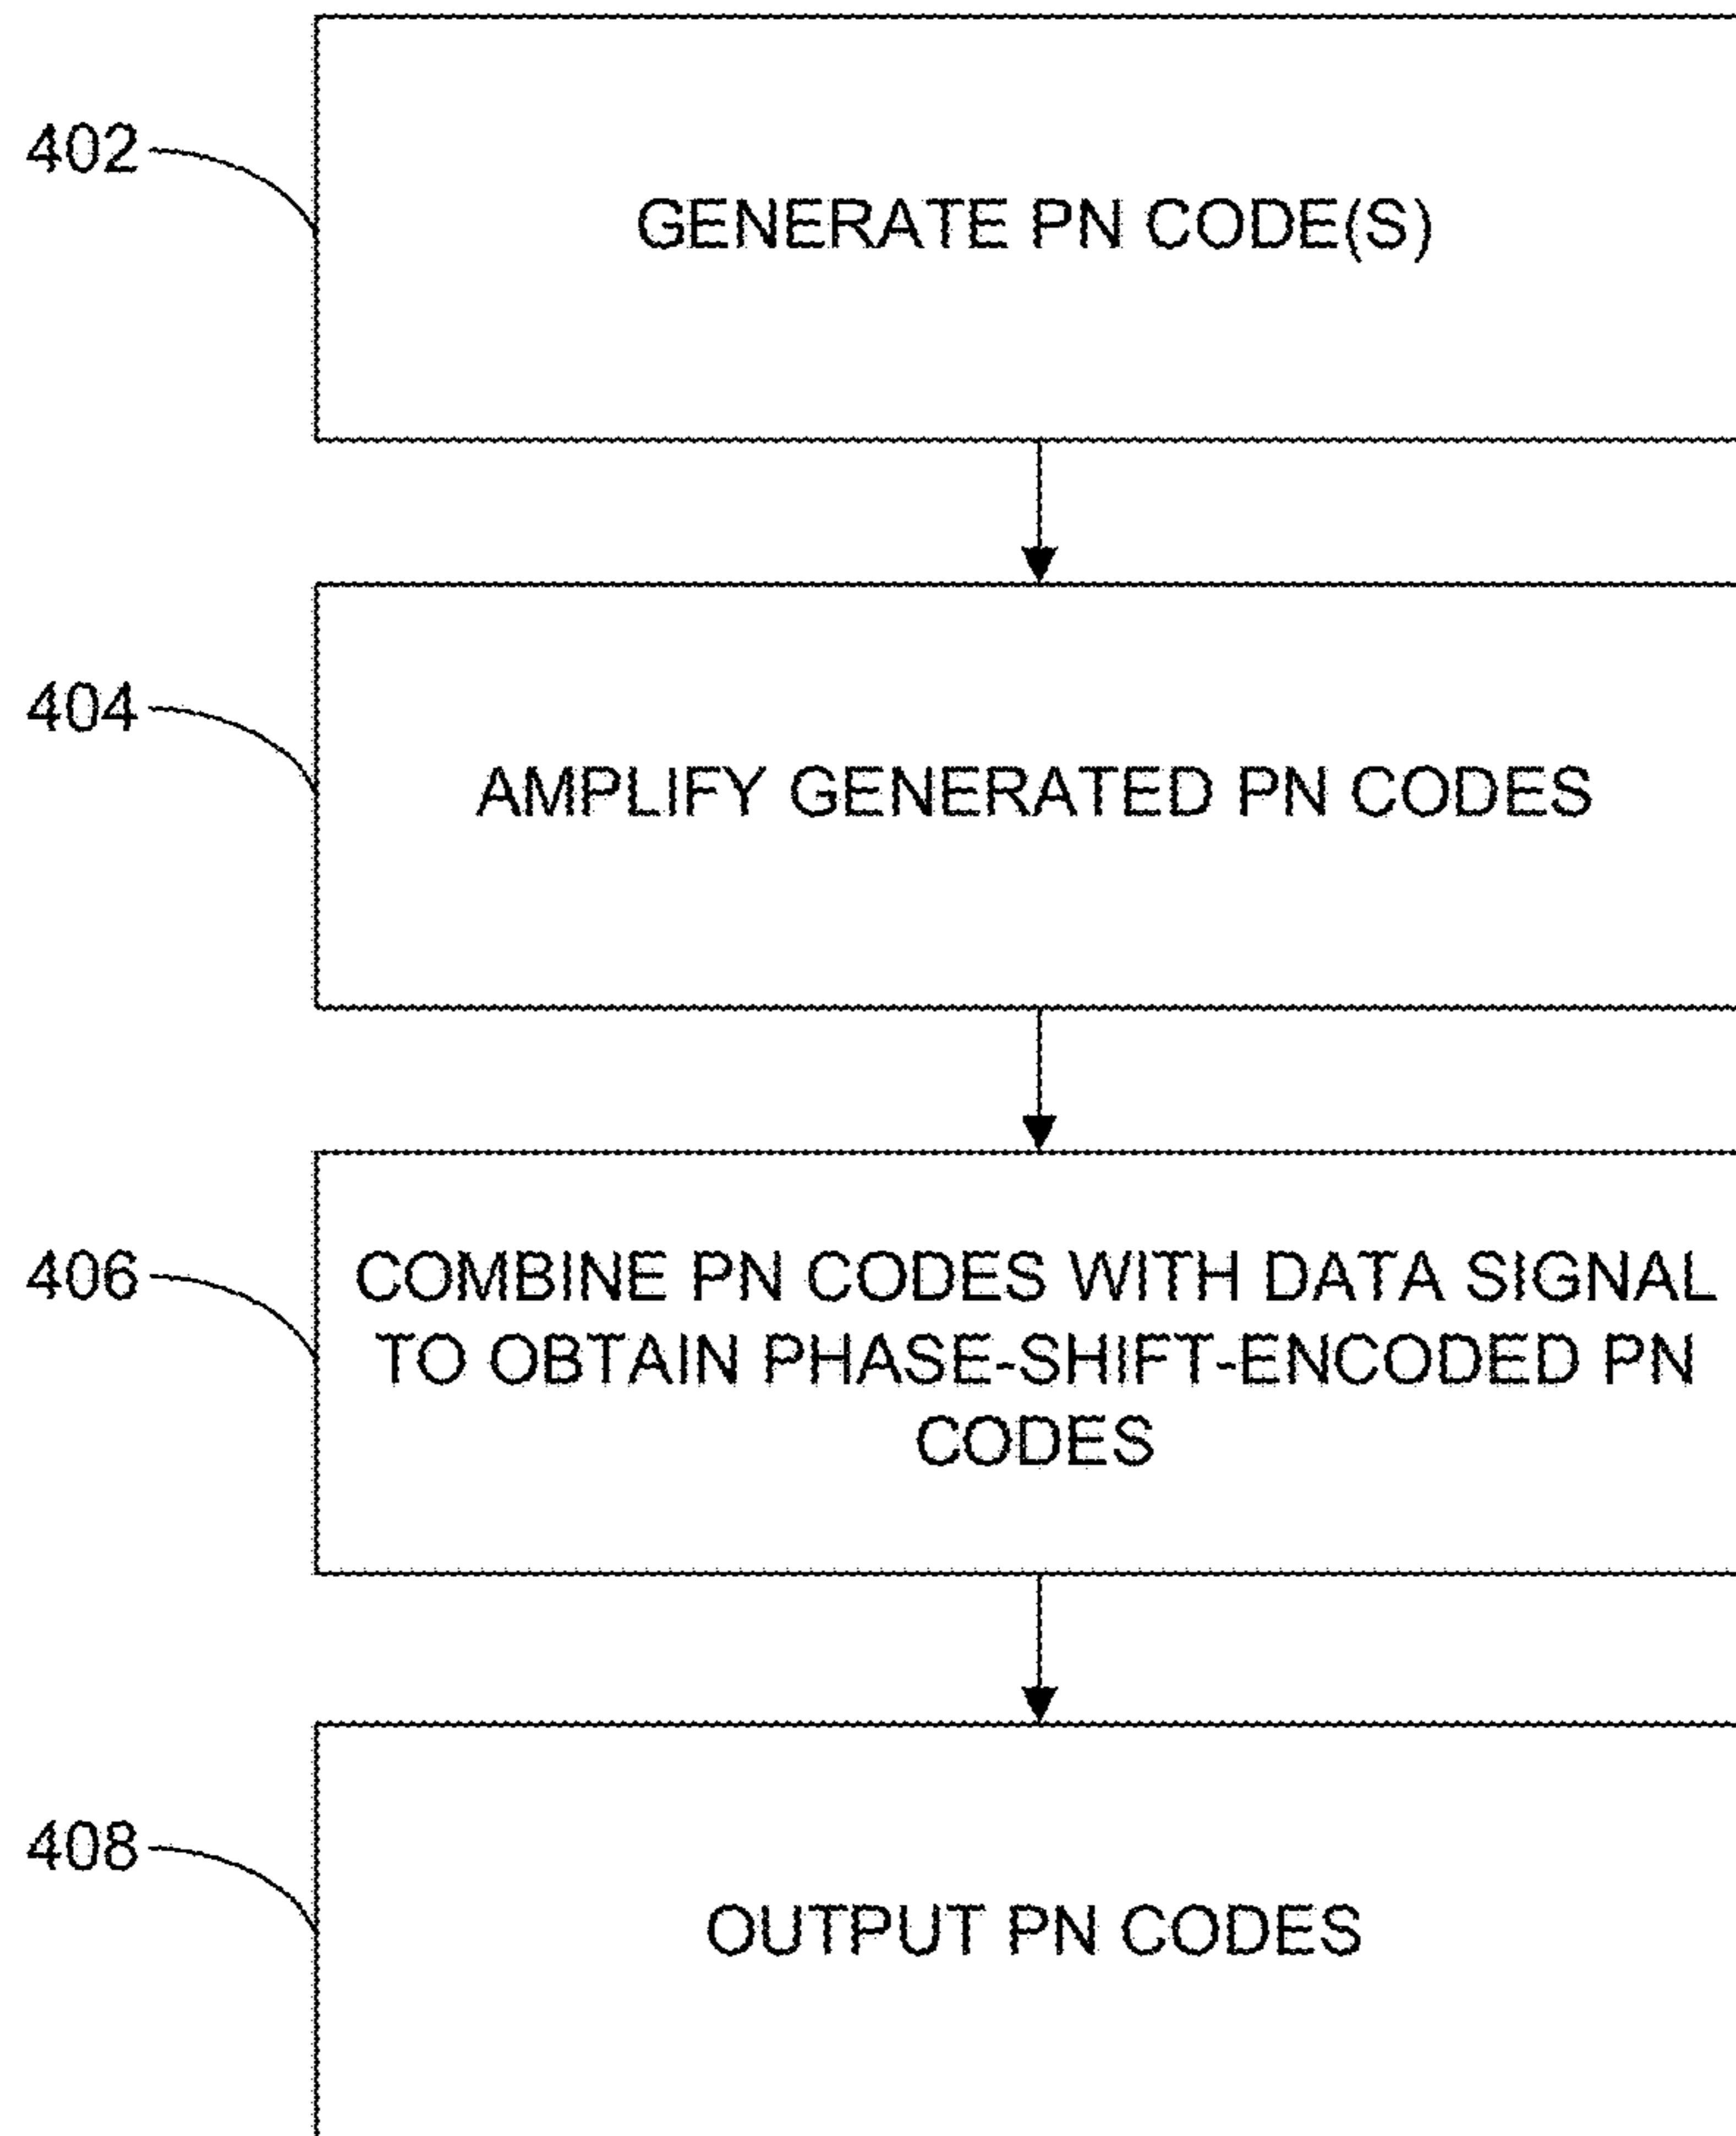 402
GENERATE PN CODE(S)
404
AMPLIFY GENERATED PN CODES
406
COMBINE PN CODES WITH DATA SIGNAL
TO OBTAIN PHASE-SHIFT-ENCODED PN
CODES
408
OUTPUT PN CODES